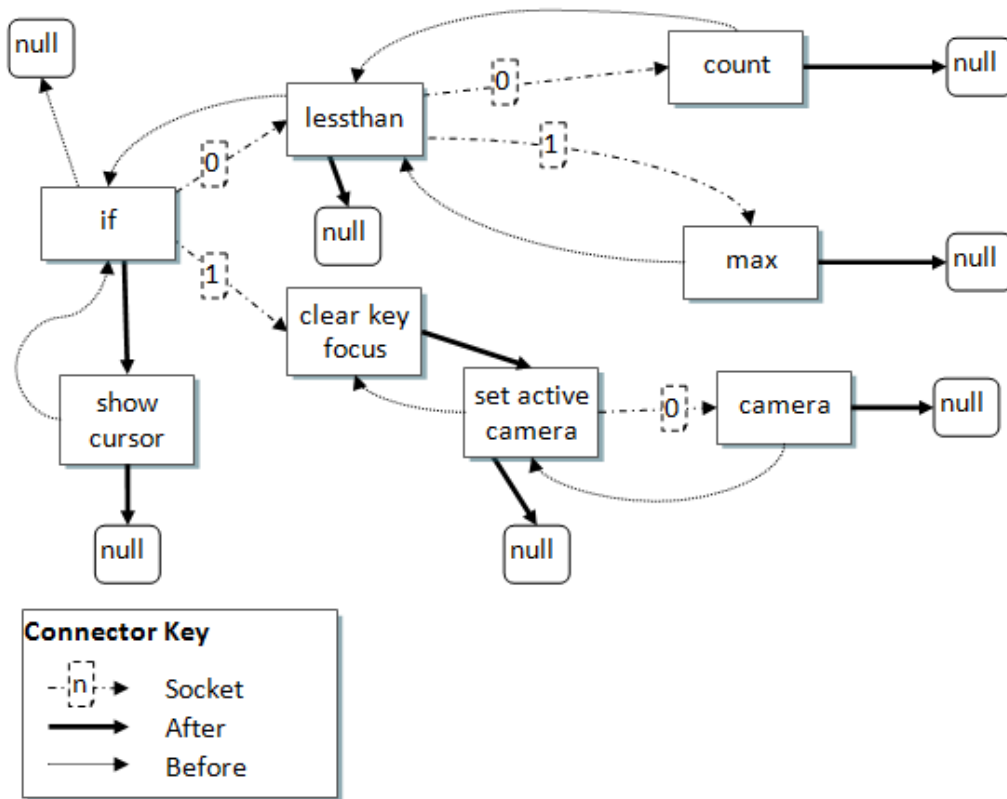 null
count
null
0
lessthan
1
0
if
null
max
null
1
clear key
focus
show
cursor
set active
camera
0
camera
null
null
null
Connector Key
n
Socket
After
Before